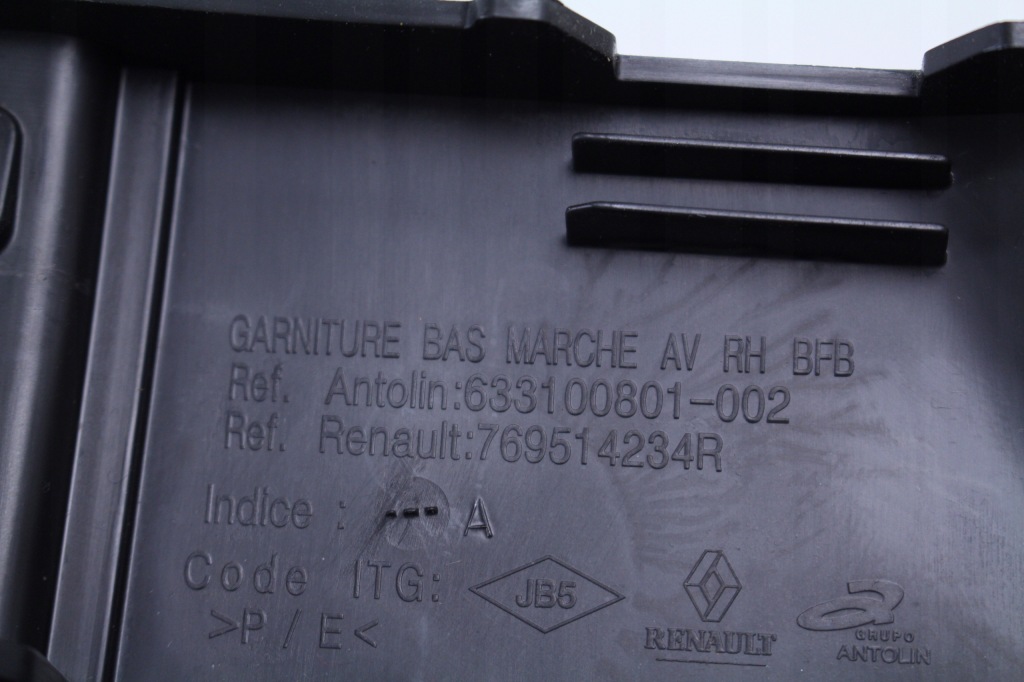 GARNITURE BAS MARCHE AV RH BFB
Ref. Antolin:633100801-002
Ref. Renault:769514234R
Indice : --- A
Code ITG: JB5
>P/E<
RENAULT
GRUPO
ANTOLIN